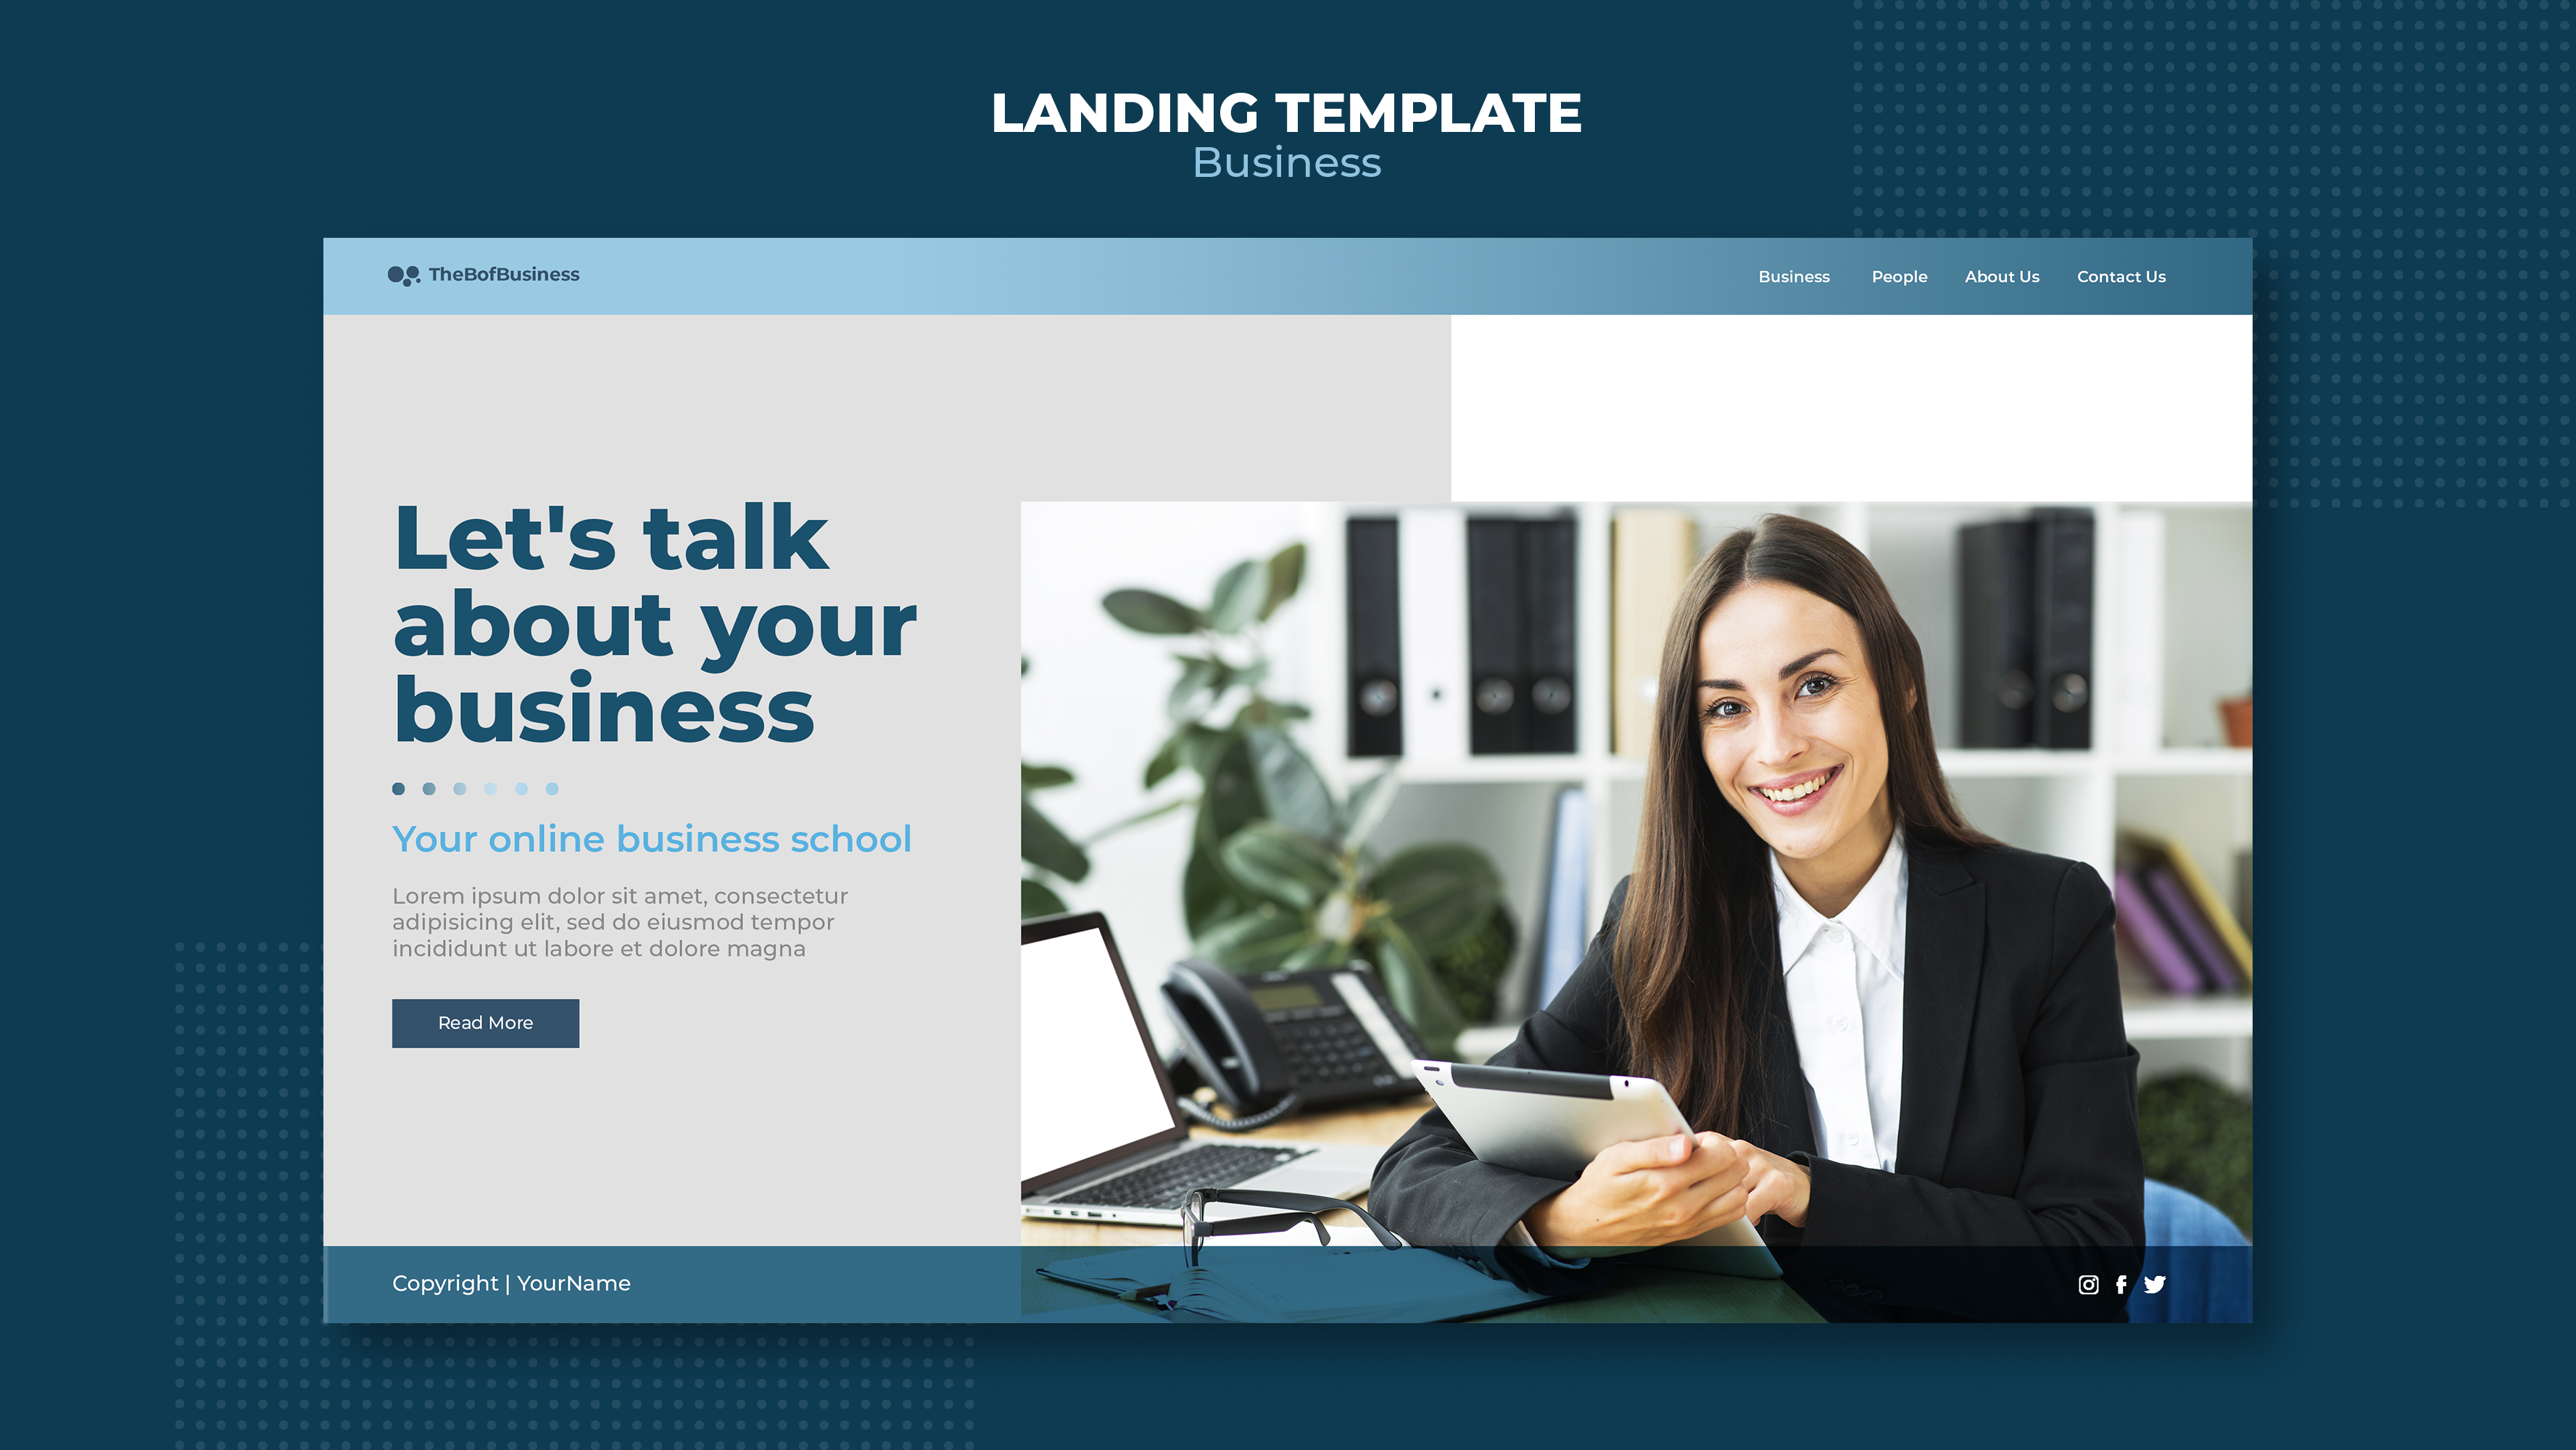 LANDING TEMPLATE
Business
TheBofBusiness
Business People About Us Contact Us
Let's talk
about your
business
Your online business school
Lorem ipsum dolor sit amet, consectetur
adipisicing elit, sed do eiusmod tempor
incididunt ut labore et dolore magna
Read More
Copyright | YourName